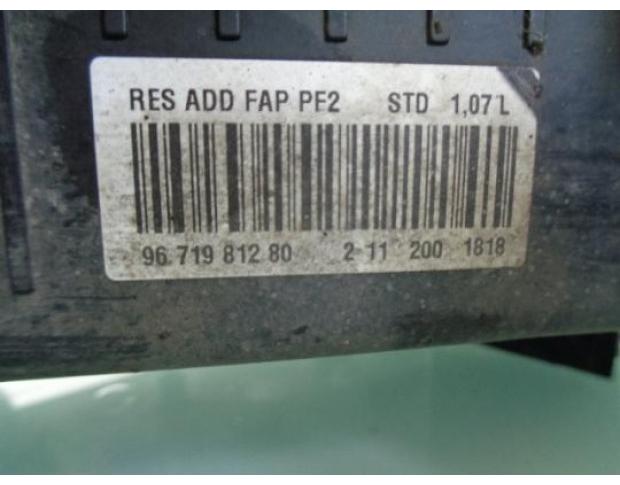 RES ADD FAP PF2 STD 1,07 L
96 719 812 80 2 11 200 1818